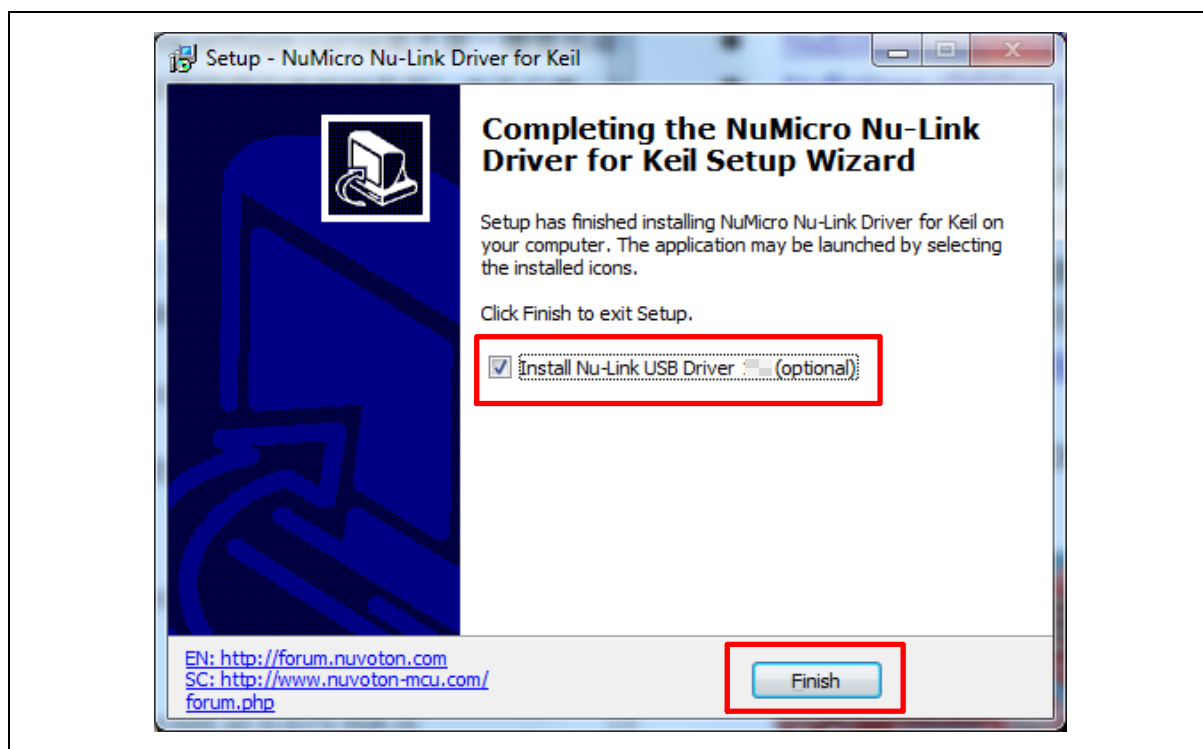 Setup - NuMicro Nu-Link Driver for Keil
Completing the NuMicro Nu-Link
Driver for Keil Setup Wizard
Setup has finished installing NuMicro Nu-Link Driver for Keil on
your computer. The application may be launched by selecting
the installed icons.
Click Finish to exit Setup.
Install Nu-Link USB Driver (optional)
EN: http://forum.nuvoton.com
SC: http://www.nuvoton-mcu.com/
forum.php
Finish